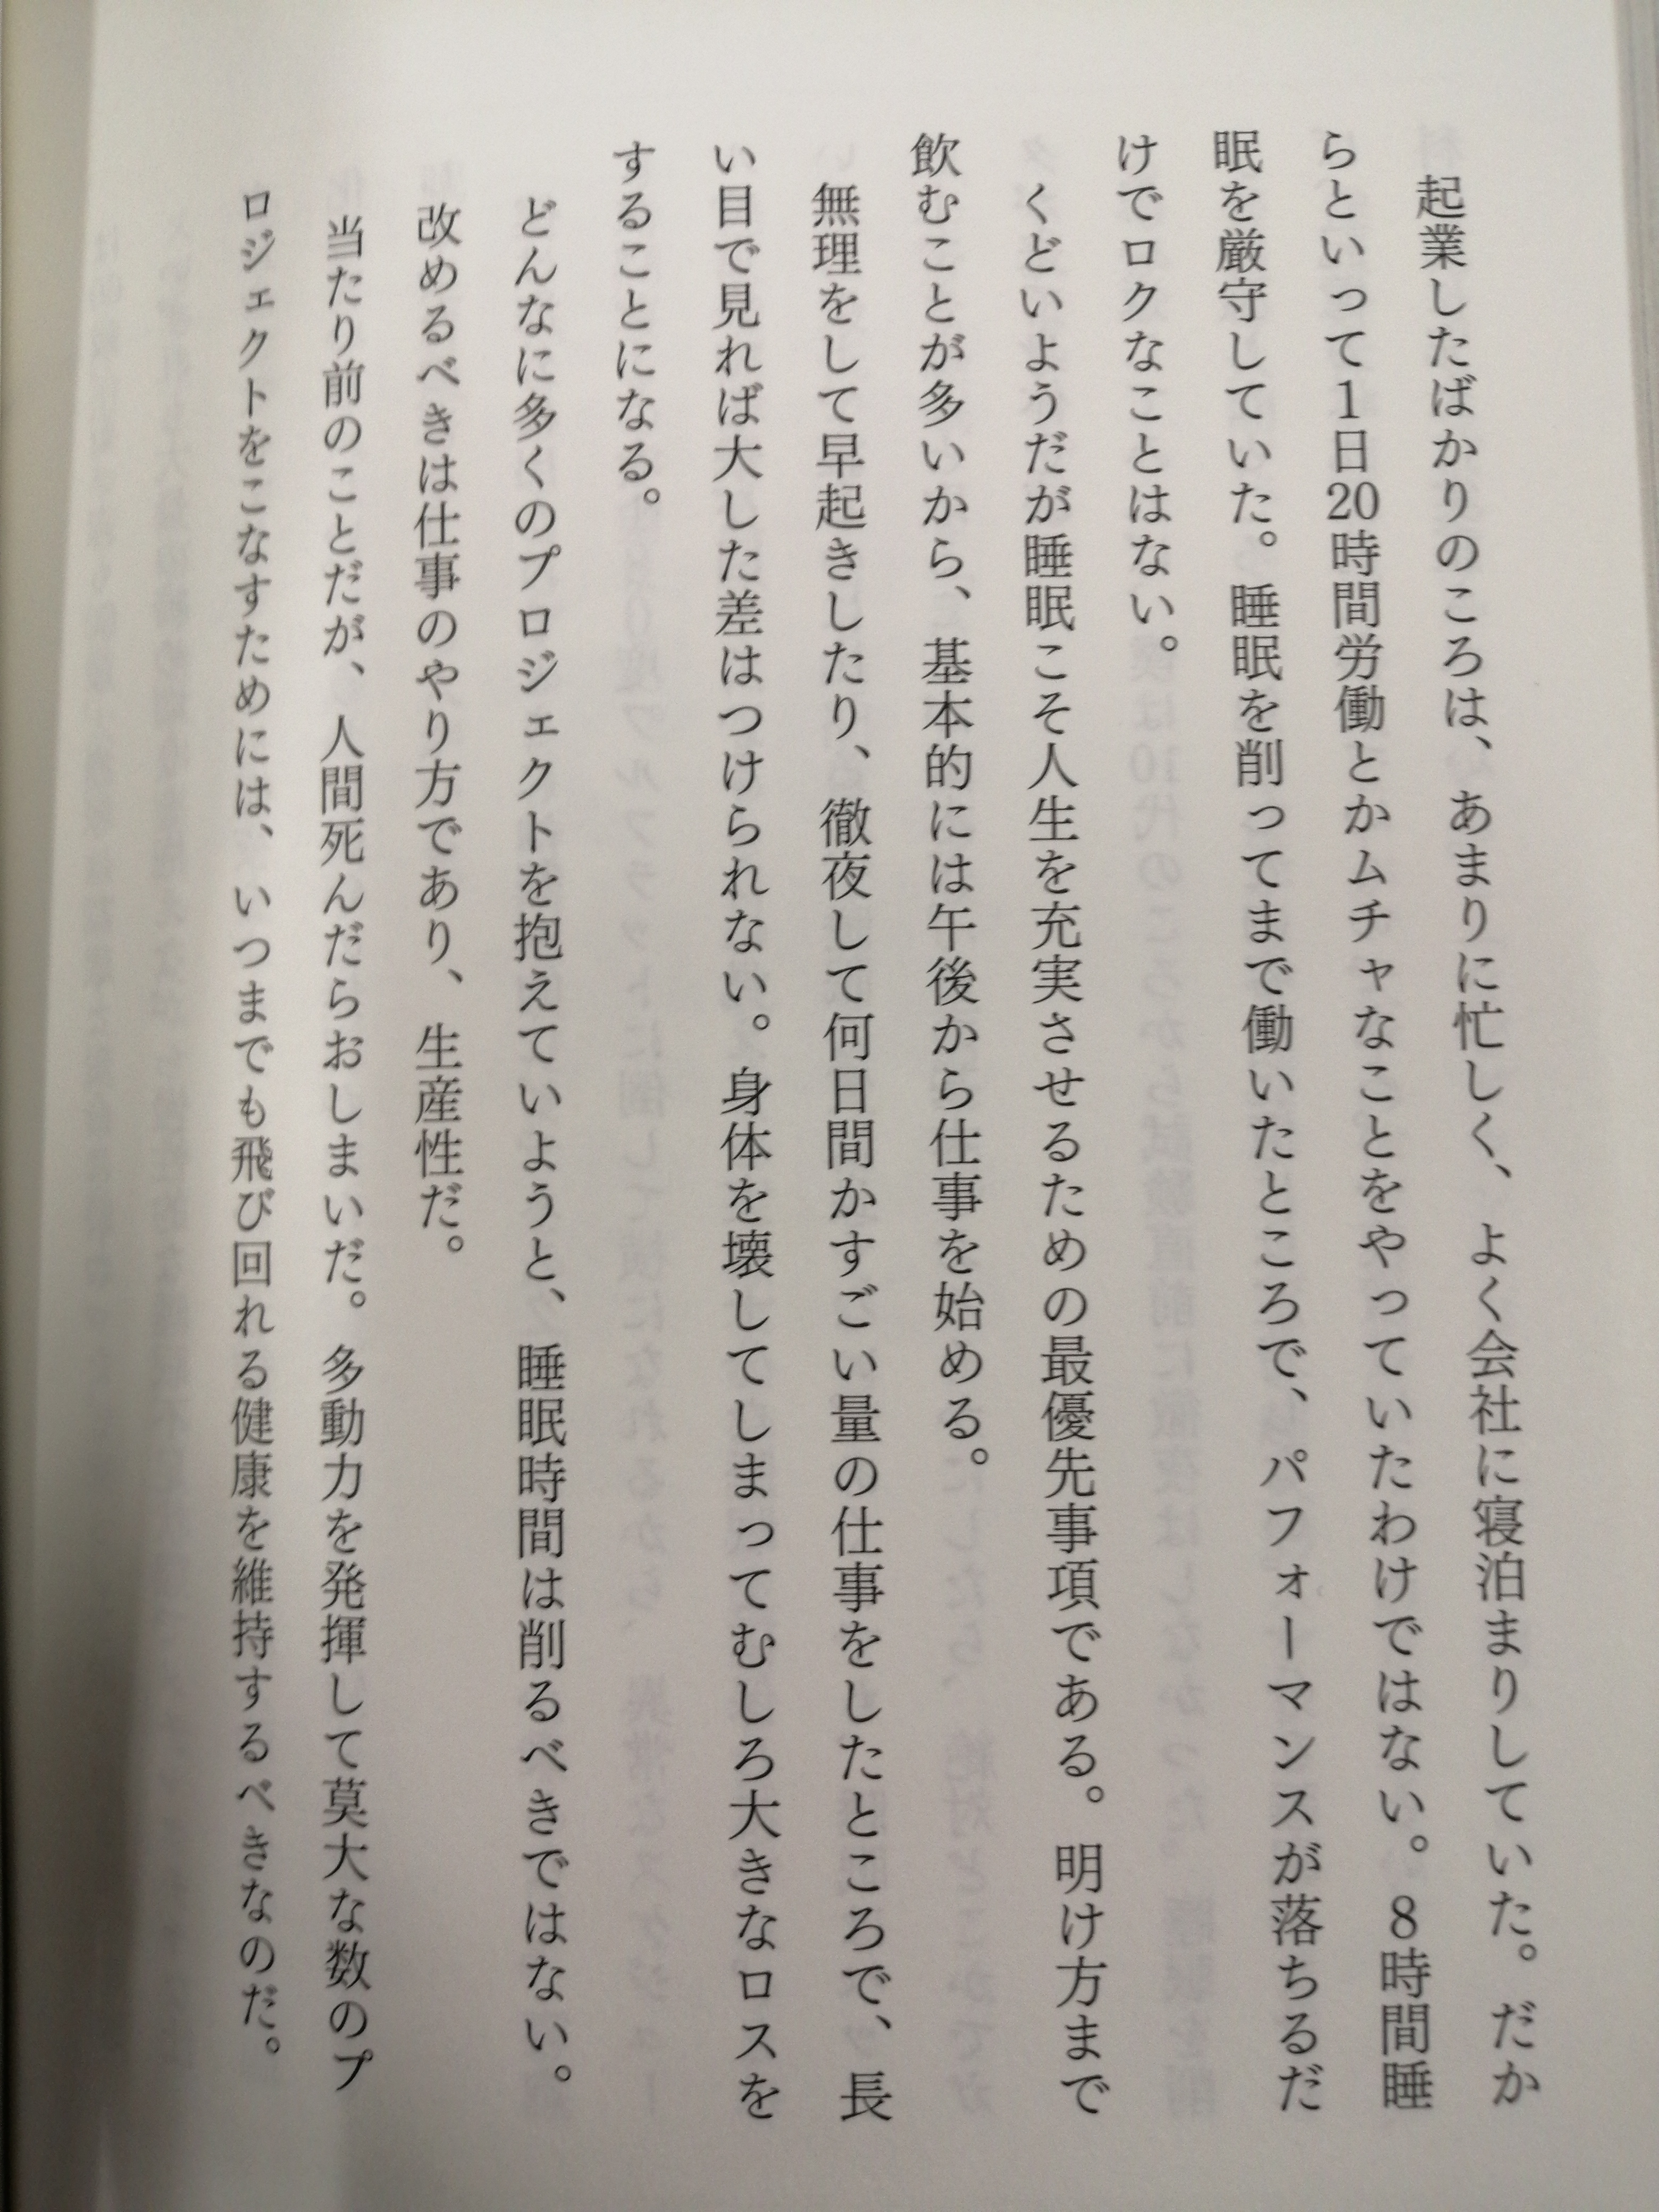 起業したばかりのころは、あまりに忙しく、よく会社に寝泊まりしていた。だか
らといって1日20時間労働とかムチャなことをやっていたわけではない。8時間睡
眠を厳守していた。睡眠を削ってまで働いたところで、パフォーマンスが落ちるだ
けでロクなことはない。
くどいようだが睡眠こそ人生を充実させるための最優先事項である。明け方まで
飲むことが多いから、基本的には午後から仕事を始める。
無理をして早起きしたり、徹夜して何日間かすごい量の仕事をしたところで、長
い目で見れば大した差はつけられない。身体を壊してしまってむしろ大きなロスを
することになる。
どんなに多くのプロジェクトを抱えていようと、睡眠時間は削るべきではない。
改めるべきは仕事のやり方であり、生産性だ。
当たり前のことだが、人間死んだらおしまいだ。多動力を発揮して莫大な数のプ
ロジェクトをこなすためには、いつまでも飛び回れる健康を維持するべきなのだ。